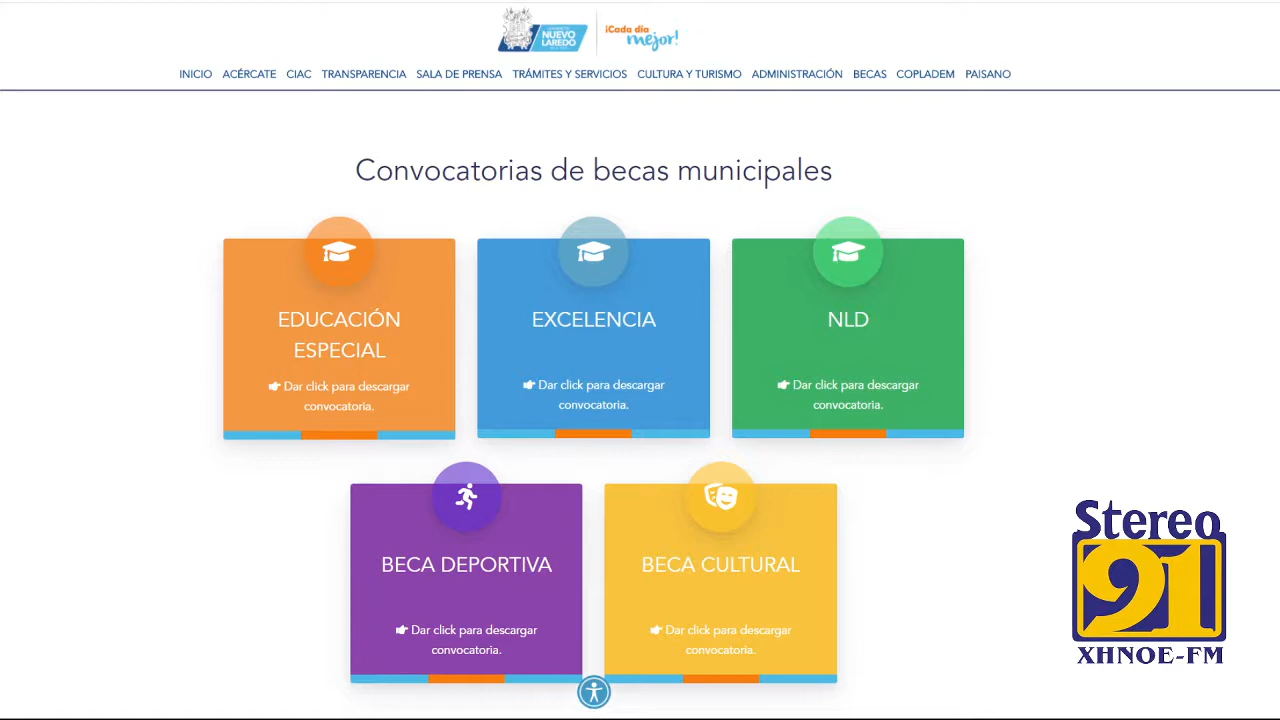 NUEVO
LAREDO
¡Cada día
mejor!
INICIO ACÉRCATE CIAC TRANSPARENCIA SALA DE PRENSA TRÁMITES Y SERVICIOS CULTURA Y TURISMO ADMINISTRACIÓN BECAS COPLADEM PAISANO
Convocatorias de becas municipales
EDUCACIÓN
ESPECIAL
Dar click para descargar
convocatoria.
EXCELENCIA
Dar click para descargar
convocatoria.
NLD
Dar click para descargar
convocatoria.
BECA DEPORTIVA
Dar click para descargar
convocatoria.
BECA CULTURAL
Dar click para descargar
convocatoria.
Stereo
91
XHNOE-FM